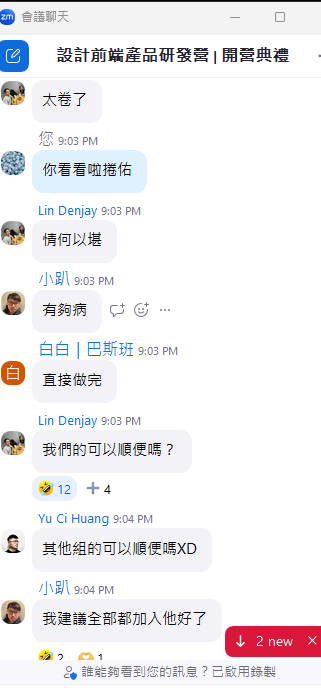 zm 會議聊天
設計前端產品研發營 | 開營典禮
太卷了
您 9:03 PM
你看看啦捲佑
Lin Denjay 9:03 PM
情何以堪
小趴 9:03 PM
有夠病
白白 | 巴斯班 9:03 PM
白
直接做完
Lin Denjay 9:03 PM
我們的可以順便嗎？
12 4
Yu Ci Huang 9:04 PM
其他組的可以順便嗎XD
小趴 9:04 PM
我建議全部都加入他好了
2 1
2 new
誰能夠看到您的訊息？已啟用錄製